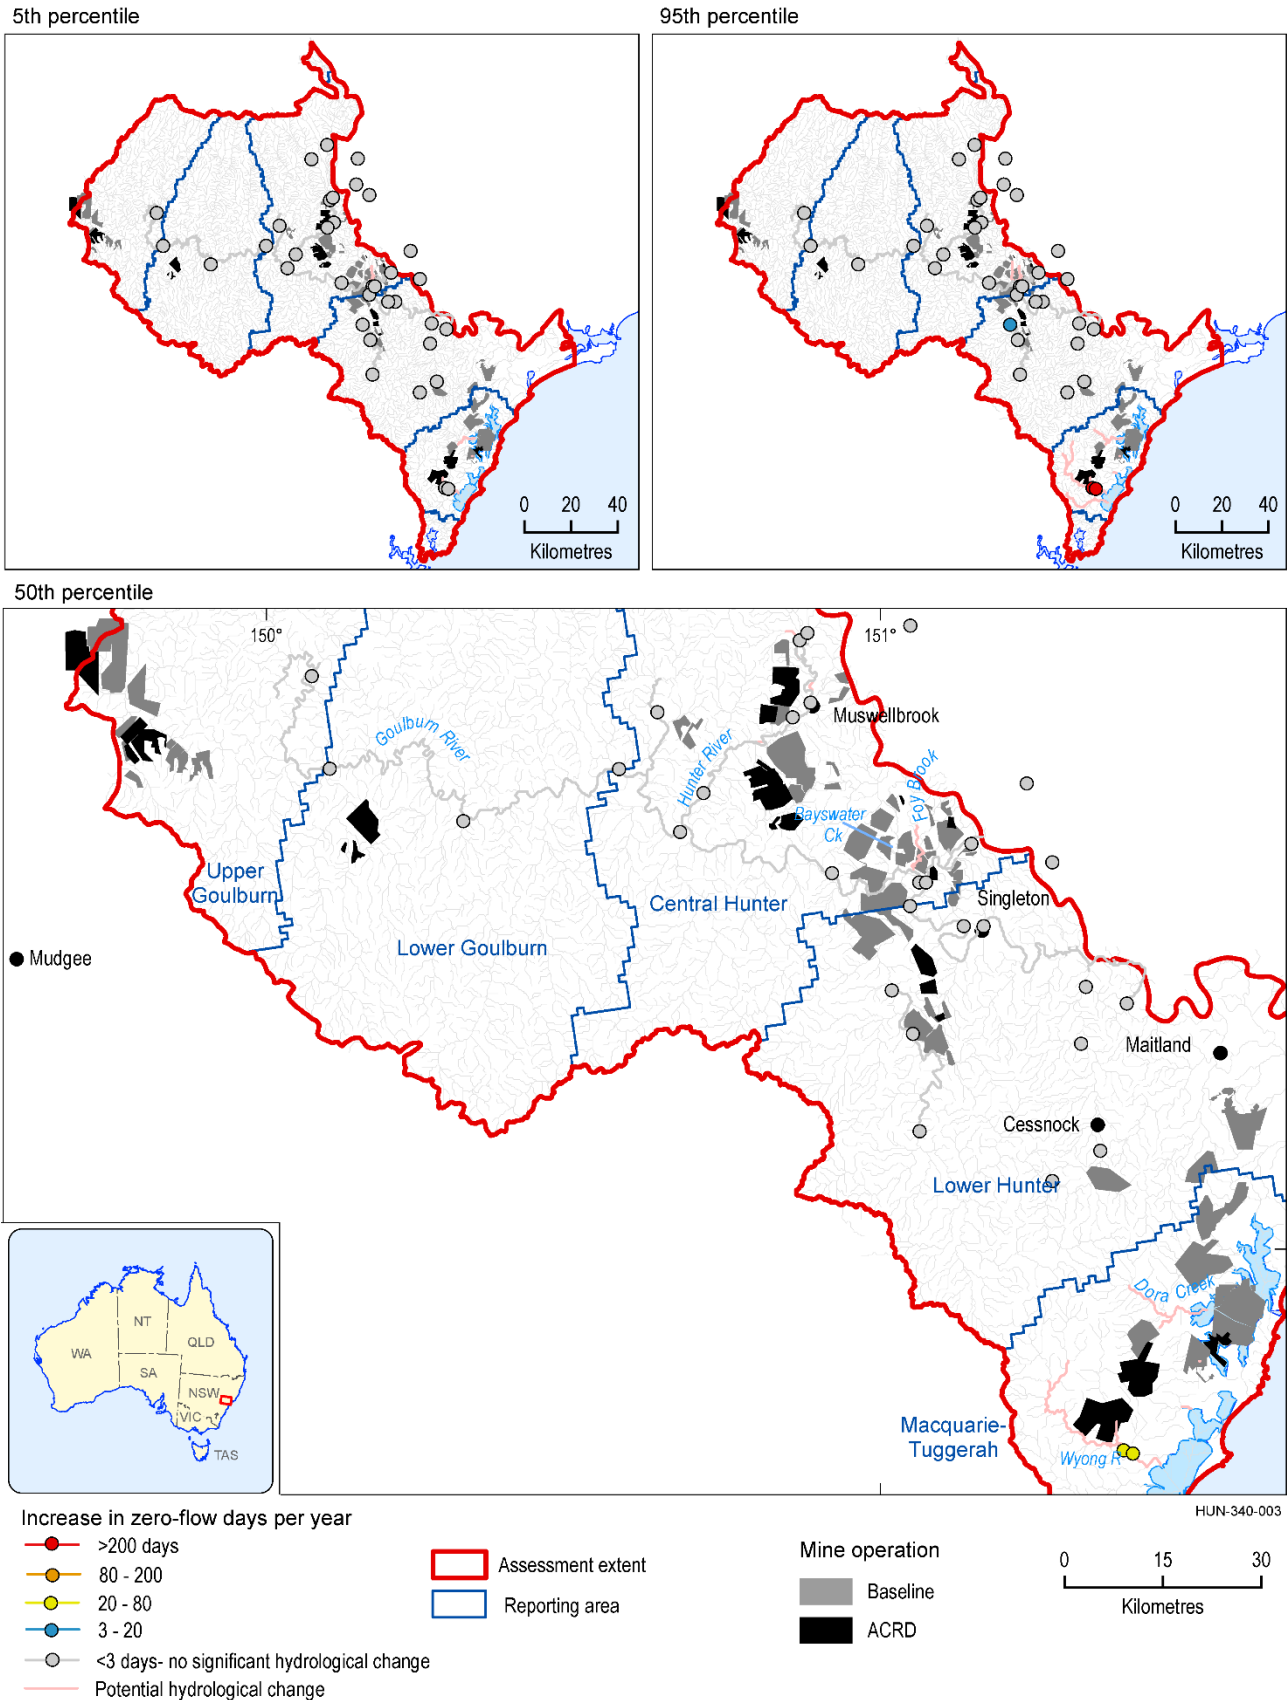 5th percentile
95th percentile
0 20 40
Kilometres
0 20 40
Kilometres
50th percentile
150°
151°
Muswellbrook
Goulburn River
Hunter River
Foy Brook
Bayswater
Ck
Upper
Goulburn
Central Hunter
Singleton
Lower Goulburn
Mudgee
Maitland
Cessnock
Lower Hunter
Dora Creek
Macquarie-
Tuggerah
Wyong R
NT
WA
QLD
SA
NSW
VIC
TAS
HUN-340-003
Increase in zero-flow days per year
>200 days
80 - 200
20 - 80
3 - 20
<3 days- no significant hydrological change
Potential hydrological change
Assessment extent
Reporting area
Mine operation
Baseline
ACRD
0 15 30
Kilometres